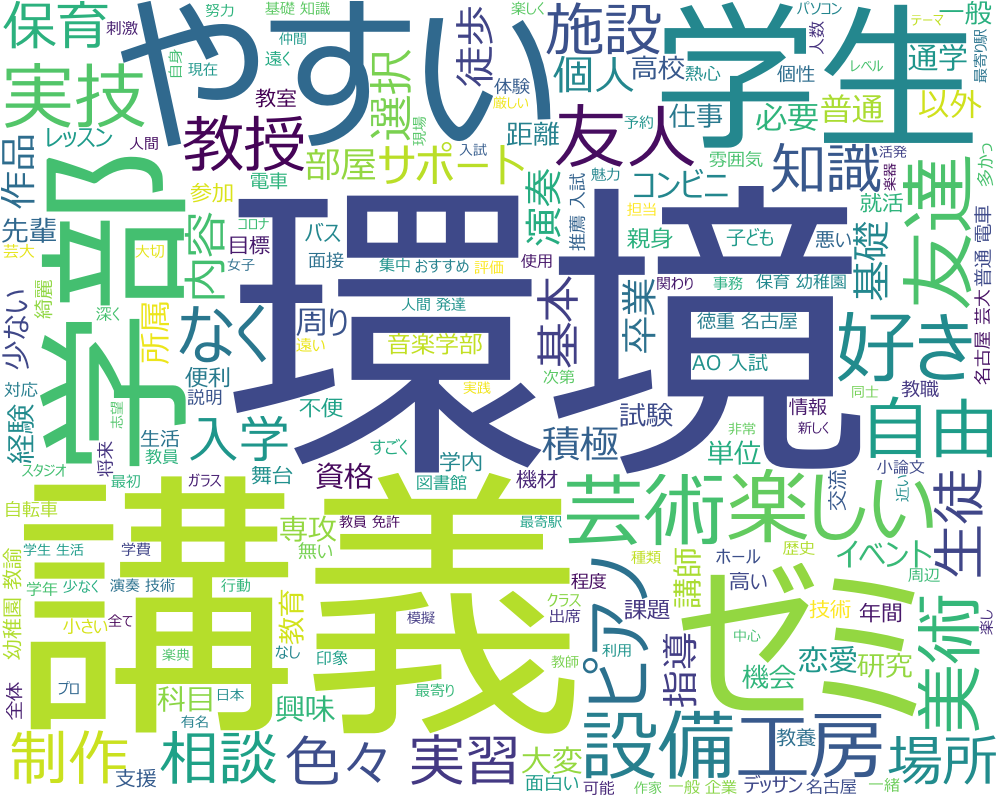 保育
刺激
努力
基礎 知識
楽しく
パソコン
テーマ
一般
最寄り駅
仲間
やすい
徒歩
施設
学生
人数
通学
自身
現在
遠く
個人
高校
熱心
個性
レベル
実技
教室
選択
体験
厳しい
仕事
必要
普通
以外
レッスン
人間
教授
現場
入試
距離
友人
予約
雰囲気
知識
活発
楽器
多かっ
作品
学部
部屋
サポート
参加
電車
演奏
推薦 入試
魅力
コンビニ
就活
友達
名古屋 芸大
普通 電車
先輩
内容
コロナ
目標
バス
環境
担当
親身
子ども
悪い
基礎
芸大
大切
女子
面接
集中
おすすめ
評価
使用
関わり
事務
保育 幼稚園
少ない
綺麗
深く
所属
なく
周り
人間 発達
基本
卒業
徳重 名古屋
好き
遠い
音楽学部
AO 入試
対応
便利
説明
実践
次第
教職
同士
経験
志望
不便
試験
情報
新しく
自由
生活
教員
入学
すごく
積極
非常
単位
将来
スタジオ
最初
ガラス
舞台
資格
学内
図書館
機材
交流
小論文
近い
自転車
講義
専攻
教員 免許
最寄駅
芸術
楽しい
生徒
学生 生活
学費
無い
種類
ホール
歴史
イベント
周辺
幼稚園 教諭
学年
少なく
演奏 技術
行動
程度
講師
高い
ゼミ
小さい
全て
教育
模擬
クラス
出席
ピアノ
課題
技術
年間
美術
楽し
楽典
なし
印象
教師
利用
指導
中心
機会
恋愛
研究
全体
プロ
科目
日本
興味
最寄り
有名
制作
支援
相談
色々
実習
大変
面白い
可能
設備
工房
教養
場所
作家
一般 企業
デッサン
名古屋
一緒